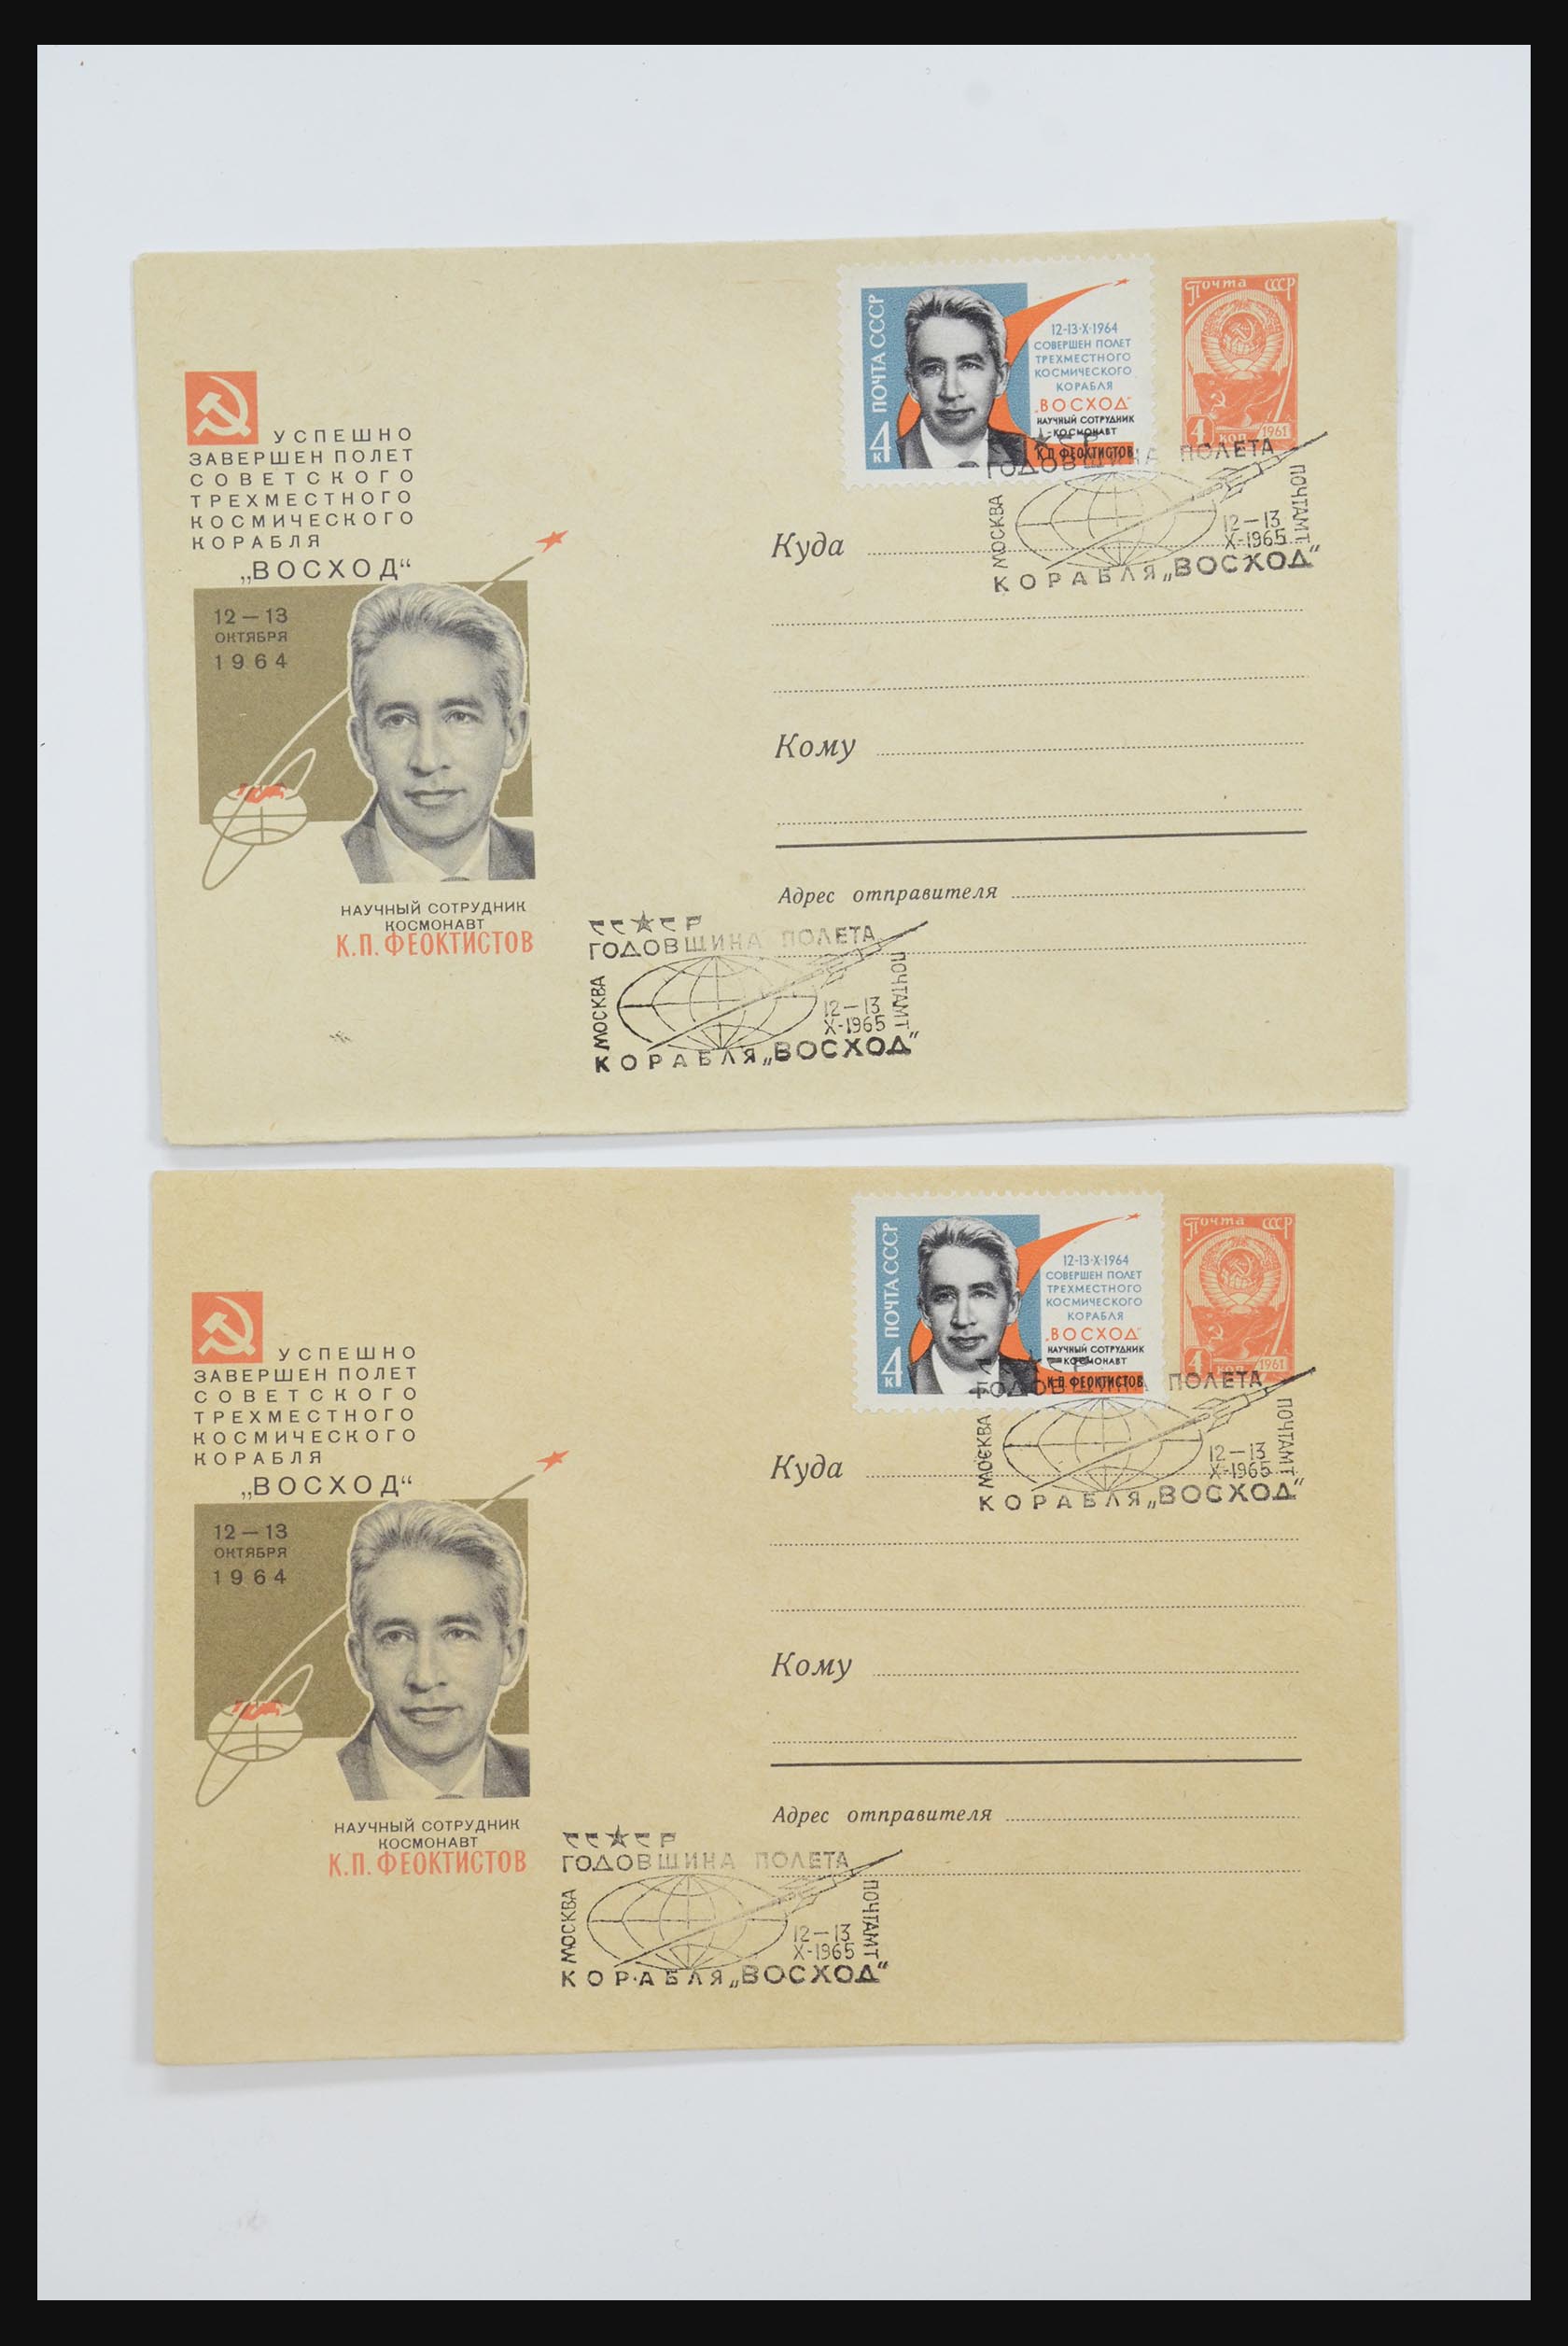 УСПЕШНО
ЗАВЕРШЕН ПОЛЕТ
СОВЕТСКОГО
ТРЕХМЕСТНОГО
КОСМИЧЕСКОГО
КОРАБЛЯ
„ВОСХОД“
12–13
ОКТЯБРЯ
1964
НАУЧНЫЙ СОТРУДНИК
КОСМОНАВТ
К.П. ФЕОКТИСТОВ
ПОЧТА СССР
4к
12-13·X·1964
СОВЕРШЕН ПОЛЕТ
ТРЕХМЕСТНОГО
КОСМИЧЕСКОГО
КОРАБЛЯ
„ВОСХОД“
НАУЧНЫЙ СОТРУДНИК
КОСМОНАВТ
К.П. ФЕОКТИСТОВ
Почта СССР
4 коп 1961
СССР
ГОДОВЩИНА ПОЛЕТА
МОСКВА
ПОЧТАМТ
12–13
X-1965
КОРАБЛЯ „ВОСХОД“
Куда
Кому
Адрес отправителя
СССР
ГОДОВЩИНА ПОЛЕТА
МОСКВА
ПОЧТАМТ
12–13
X-1965
КОРАБЛЯ „ВОСХОД“
УСПЕШНО
ЗАВЕРШЕН ПОЛЕТ
СОВЕТСКОГО
ТРЕХМЕСТНОГО
КОСМИЧЕСКОГО
КОРАБЛЯ
„ВОСХОД“
12–13
ОКТЯБРЯ
1964
НАУЧНЫЙ СОТРУДНИК
КОСМОНАВТ
К.П. ФЕОКТИСТОВ
ПОЧТА СССР
4к
12-13·X·1964
СОВЕРШЕН ПОЛЕТ
ТРЕХМЕСТНОГО
КОСМИЧЕСКОГО
КОРАБЛЯ
„ВОСХОД“
НАУЧНЫЙ СОТРУДНИК
КОСМОНАВТ
К.П. ФЕОКТИСТОВ
Почта СССР
4 коп 1961
СССР
ГОДОВЩИНА ПОЛЕТА
МОСКВА
ПОЧТАМТ
12–13
X-1965
КОРАБЛЯ „ВОСХОД“
Куда
Кому
Адрес отправителя
СССР
ГОДОВЩИНА ПОЛЕТА
МОСКВА
ПОЧТАМТ
12–13
X-1965
КОРАБЛЯ „ВОСХОД“